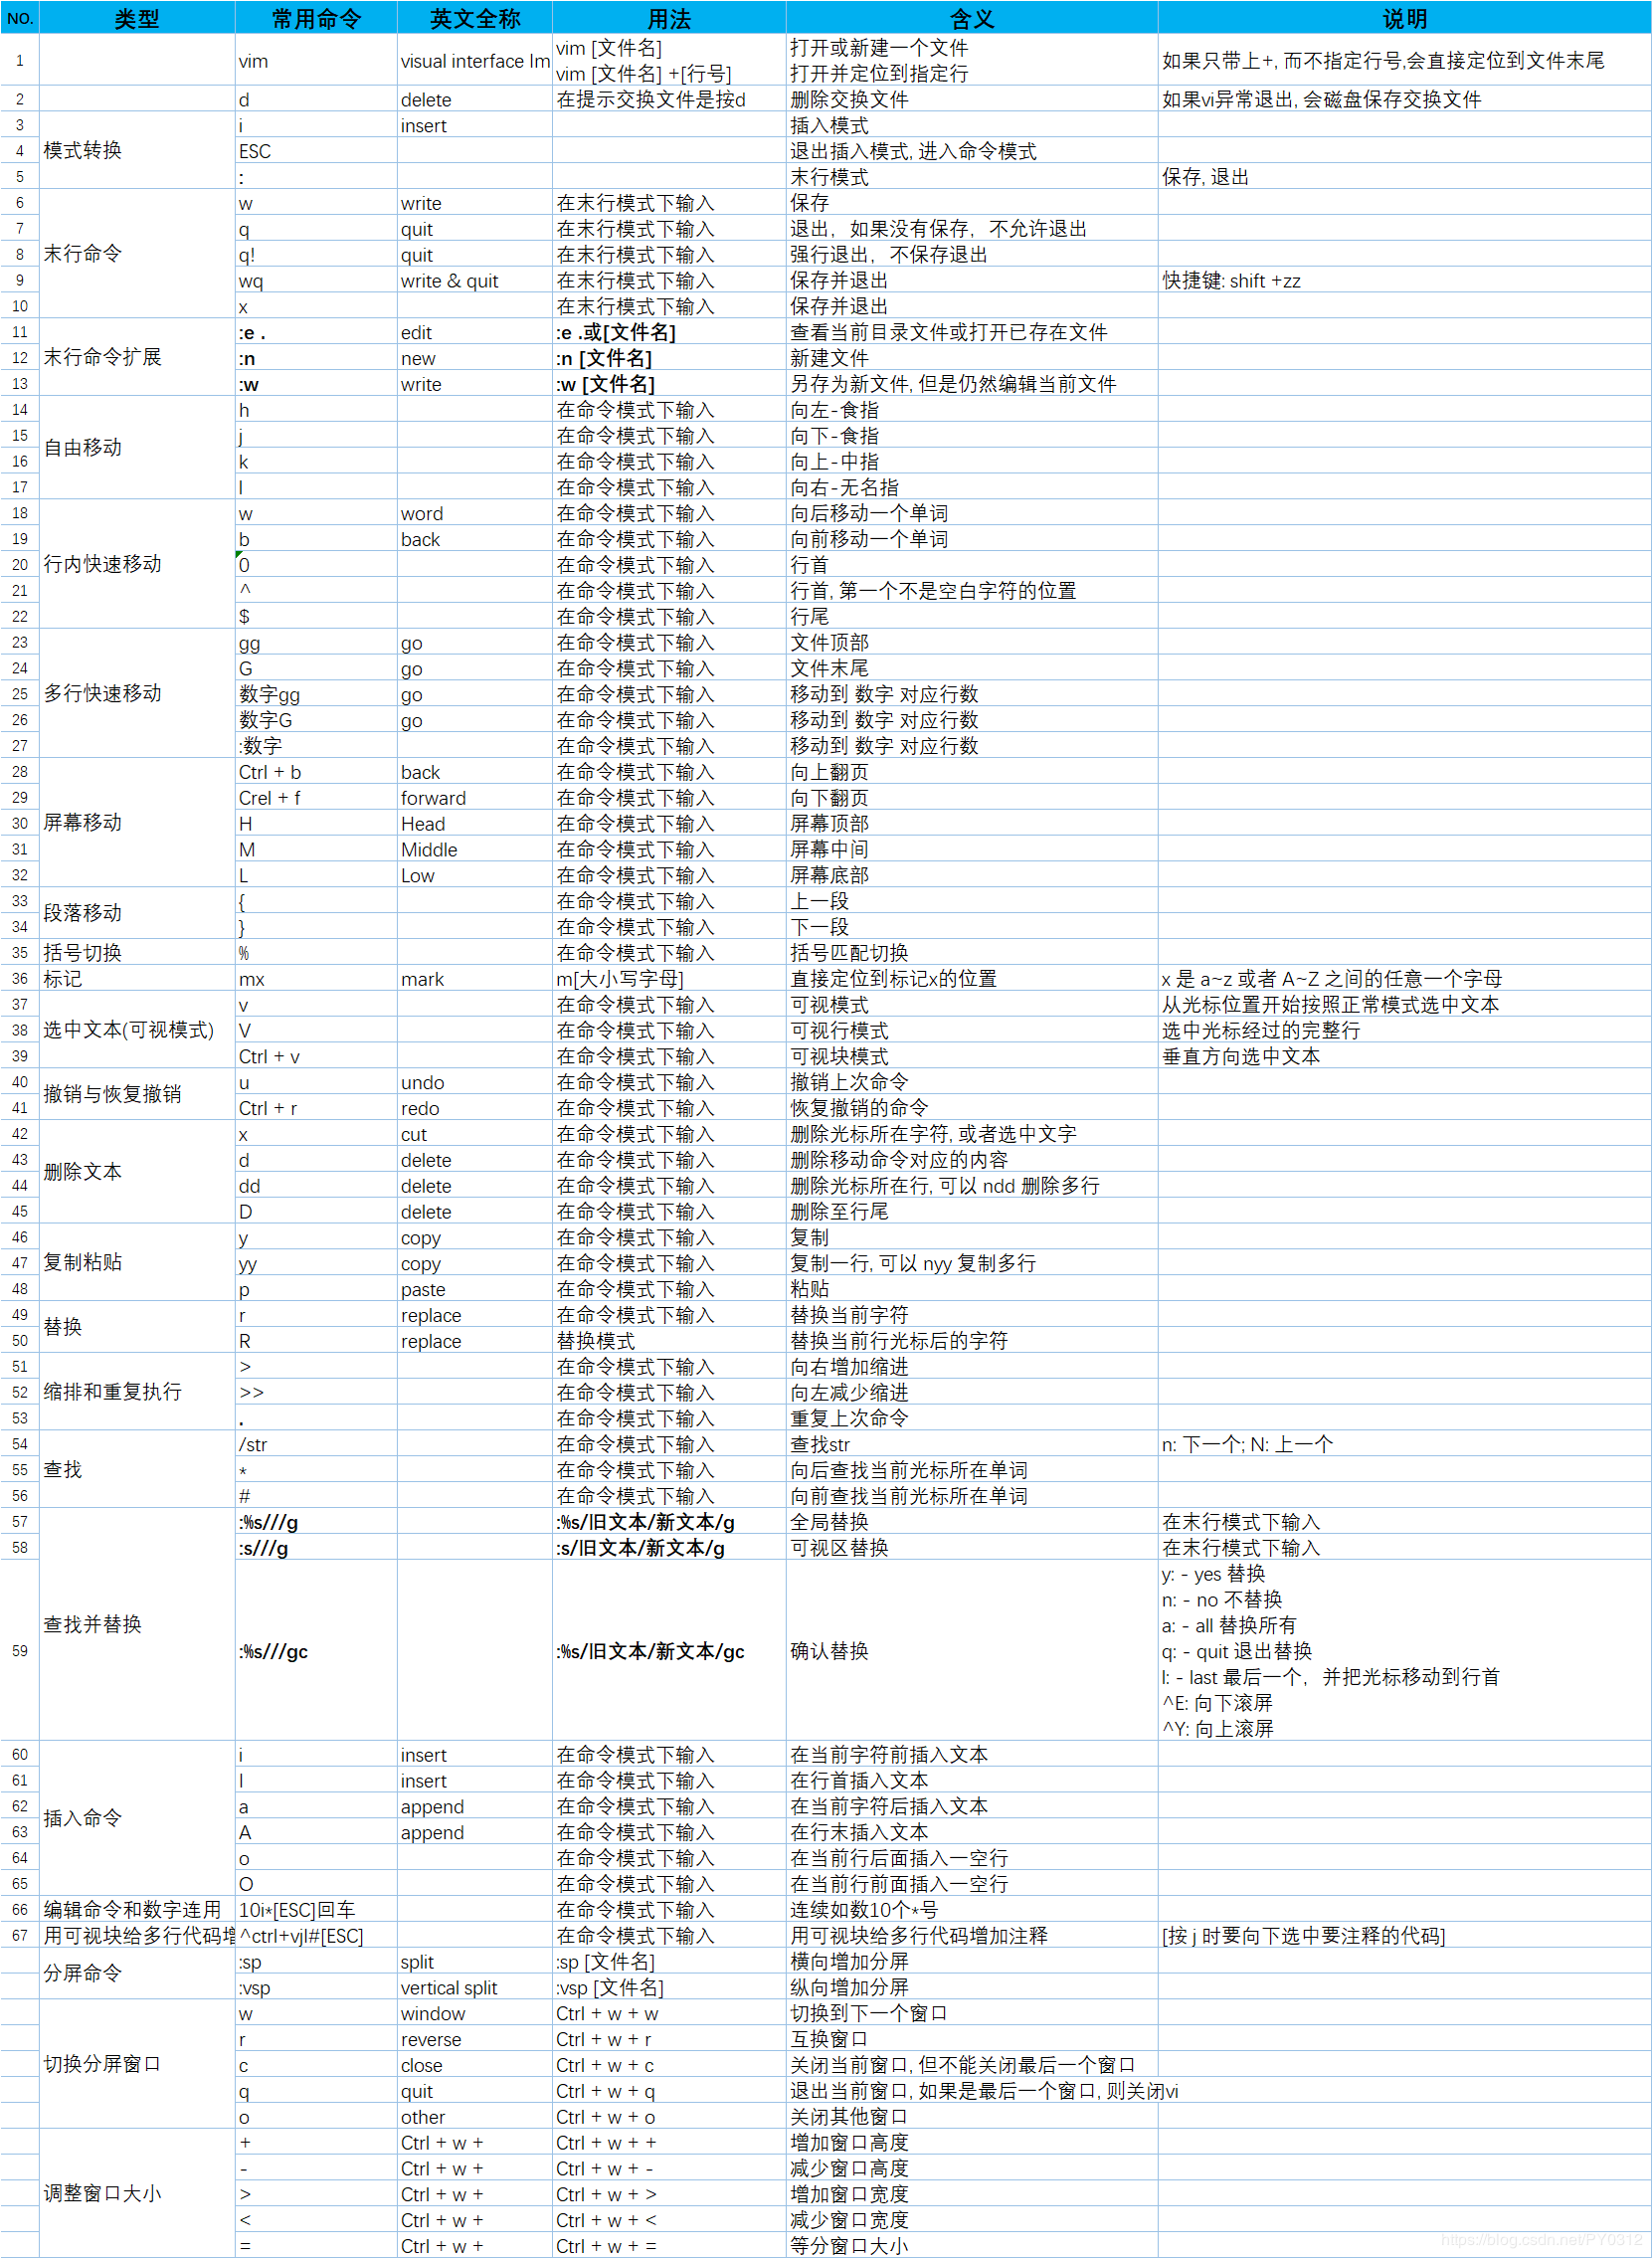 NO. 类型 常用命令 英文全称 用法 含义 说明
1 vim visual interface Im vim [文件名] 打开或新建一个文件 如果只带上+, 而不指定行号,会直接定位到文件末尾
vim [文件名] +[行号] 打开并定位到指定行
2 d delete 在提示交换文件是按d 删除交换文件 如果vi异常退出, 会磁盘保存交换文件
模式转换
3 i insert 插入模式
4 ESC 退出插入模式, 进入命令模式
5 : 末行模式 保存, 退出
末行命令
6 w write 在末行模式下输入 保存
7 q quit 在末行模式下输入 退出，如果没有保存，不允许退出
8 q! quit 在末行模式下输入 强行退出，不保存退出
9 wq write & quit 在末行模式下输入 保存并退出 快捷键: shift +zz
10 x 在末行模式下输入 保存并退出
末行命令扩展
11 :e . edit :e .或[文件名] 查看当前目录文件或打开已存在文件
12 :n new :n [文件名] 新建文件
13 :w write :w [文件名] 另存为新文件, 但是仍然编辑当前文件
自由移动
14 h 在命令模式下输入 向左-食指
15 j 在命令模式下输入 向下-食指
16 k 在命令模式下输入 向上-中指
17 l 在命令模式下输入 向右-无名指
行内快速移动
18 w word 在命令模式下输入 向后移动一个单词
19 b back 在命令模式下输入 向前移动一个单词
20 0 在命令模式下输入 行首
21 ^ 在命令模式下输入 行首, 第一个不是空白字符的位置
22 $ 在命令模式下输入 行尾
多行快速移动
23 gg go 在命令模式下输入 文件顶部
24 G go 在命令模式下输入 文件末尾
25 数字gg go 在命令模式下输入 移动到 数字 对应行数
26 数字G go 在命令模式下输入 移动到 数字 对应行数
27 :数字 在命令模式下输入 移动到 数字 对应行数
屏幕移动
28 Ctrl + b back 在命令模式下输入 向上翻页
29 Crel + f forward 在命令模式下输入 向下翻页
30 H Head 在命令模式下输入 屏幕顶部
31 M Middle 在命令模式下输入 屏幕中间
32 L Low 在命令模式下输入 屏幕底部
段落移动
33 { 在命令模式下输入 上一段
34 } 在命令模式下输入 下一段
35 括号切换 % 在命令模式下输入 括号匹配切换
36 标记 mx mark m[大小写字母] 直接定位到标记x的位置 x 是 a~z 或者 A~Z 之间的任意一个字母
选中文本(可视模式)
37 v 在命令模式下输入 可视模式 从光标位置开始按照正常模式选中文本
38 V 在命令模式下输入 可视行模式 选中光标经过的完整行
39 Ctrl + v 在命令模式下输入 可视块模式 垂直方向选中文本
撤销与恢复撤销
40 u undo 在命令模式下输入 撤销上次命令
41 Ctrl + r redo 在命令模式下输入 恢复撤销的命令
删除文本
42 x cut 在命令模式下输入 删除光标所在字符, 或者选中文字
43 d delete 在命令模式下输入 删除移动命令对应的内容
44 dd delete 在命令模式下输入 删除光标所在行, 可以 ndd 删除多行
45 D delete 在命令模式下输入 删除至行尾
复制粘贴
46 y copy 在命令模式下输入 复制
47 yy copy 在命令模式下输入 复制一行, 可以 nyy 复制多行
48 p paste 在命令模式下输入 粘贴
替换
49 r replace 在命令模式下输入 替换当前字符
50 R replace 替换模式 替换当前行光标后的字符
缩排和重复执行
51 > 在命令模式下输入 向右增加缩进
52 >> 在命令模式下输入 向左减少缩进
53 . 在命令模式下输入 重复上次命令
查找
54 /str 在命令模式下输入 查找str n: 下一个; N: 上一个
55 * 在命令模式下输入 向后查找当前光标所在单词
56 # 在命令模式下输入 向前查找当前光标所在单词
查找并替换
57 :%s///g :%s/旧文本/新文本/g 全局替换 在末行模式下输入
58 :s///g :s/旧文本/新文本/g 可视区替换 在末行模式下输入
59 :%s///gc :%s/旧文本/新文本/gc 确认替换
y: - yes 替换
n: - no 不替换
a: - all 替换所有
q: - quit 退出替换
l: - last 最后一个，并把光标移动到行首
^E: 向下滚屏
^Y: 向上滚屏
插入命令
60 i insert 在命令模式下输入 在当前字符前插入文本
61 I insert 在命令模式下输入 在行首插入文本
62 a append 在命令模式下输入 在当前字符后插入文本
63 A append 在命令模式下输入 在行末插入文本
64 o 在命令模式下输入 在当前行后面插入一空行
65 O 在命令模式下输入 在当前行前面插入一空行
66 编辑命令和数字连用 10i*[ESC]回车 在命令模式下输入 连续如数10个*号
67 用可视块给多行代码增 ^ctrl+vjI#[ESC] 在命令模式下输入 用可视块给多行代码增加注释 [按 j 时要向下选中要注释的代码]
分屏命令
:sp split :sp [文件名] 横向增加分屏
:vsp vertical split :vsp [文件名] 纵向增加分屏
切换分屏窗口
w window Ctrl + w + w 切换到下一个窗口
r reverse Ctrl + w + r 互换窗口
c close Ctrl + w + c 关闭当前窗口, 但不能关闭最后一个窗口
q quit Ctrl + w + q 退出当前窗口, 如果是最后一个窗口, 则关闭vi
o other Ctrl + w + o 关闭其他窗口
调整窗口大小
+ Ctrl + w + Ctrl + w + + 增加窗口高度
- Ctrl + w + Ctrl + w + - 减少窗口高度
> Ctrl + w + Ctrl + w + > 增加窗口宽度
< Ctrl + w + Ctrl + w + < 减少窗口宽度
= Ctrl + w + Ctrl + w + = 等分窗口大小
https://blog.csdn.net/PY0312